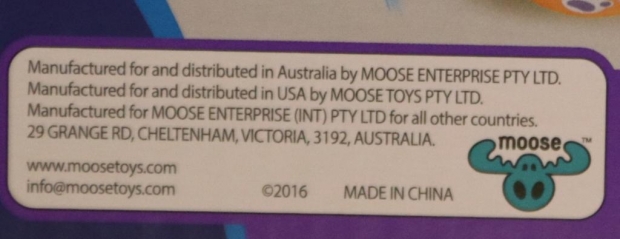 Manufactured for and distributed in Australia by MOOSE ENTERPRISE PTY LTD.
Manufactured for and distributed in USA by MOOSE TOYS PTY LTD.
Manufactured for MOOSE ENTERPRISE (INT) PTY LTD for all other countries.
29 GRANGE RD, CHELTENHAM, VICTORIA, 3192, AUSTRALIA.
moose™
www.moosetoys.com
info@moosetoys.com ©2016 MADE IN CHINA